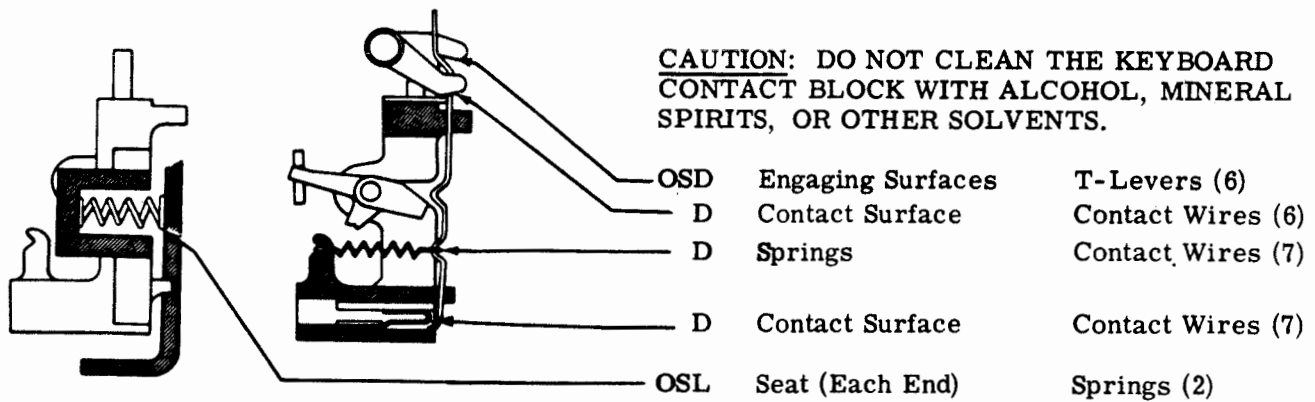 CAUTION: DO NOT CLEAN THE KEYBOARD
CONTACT BLOCK WITH ALCOHOL, MINERAL
SPIRITS, OR OTHER SOLVENTS.
OSD Engaging Surfaces T-Levers (6)
D Contact Surface Contact Wires (6)
D Springs Contact Wires (7)
D Contact Surface Contact Wires (7)
OSL Seat (Each End) Springs (2)